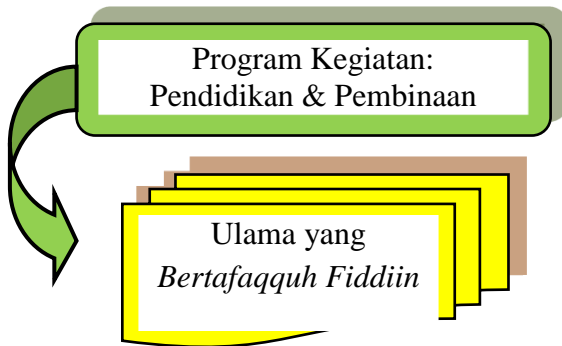 Program Kegiatan:
Pendidikan & Pembinaan
Ulama yang
Bertafaqquh Fiddiin